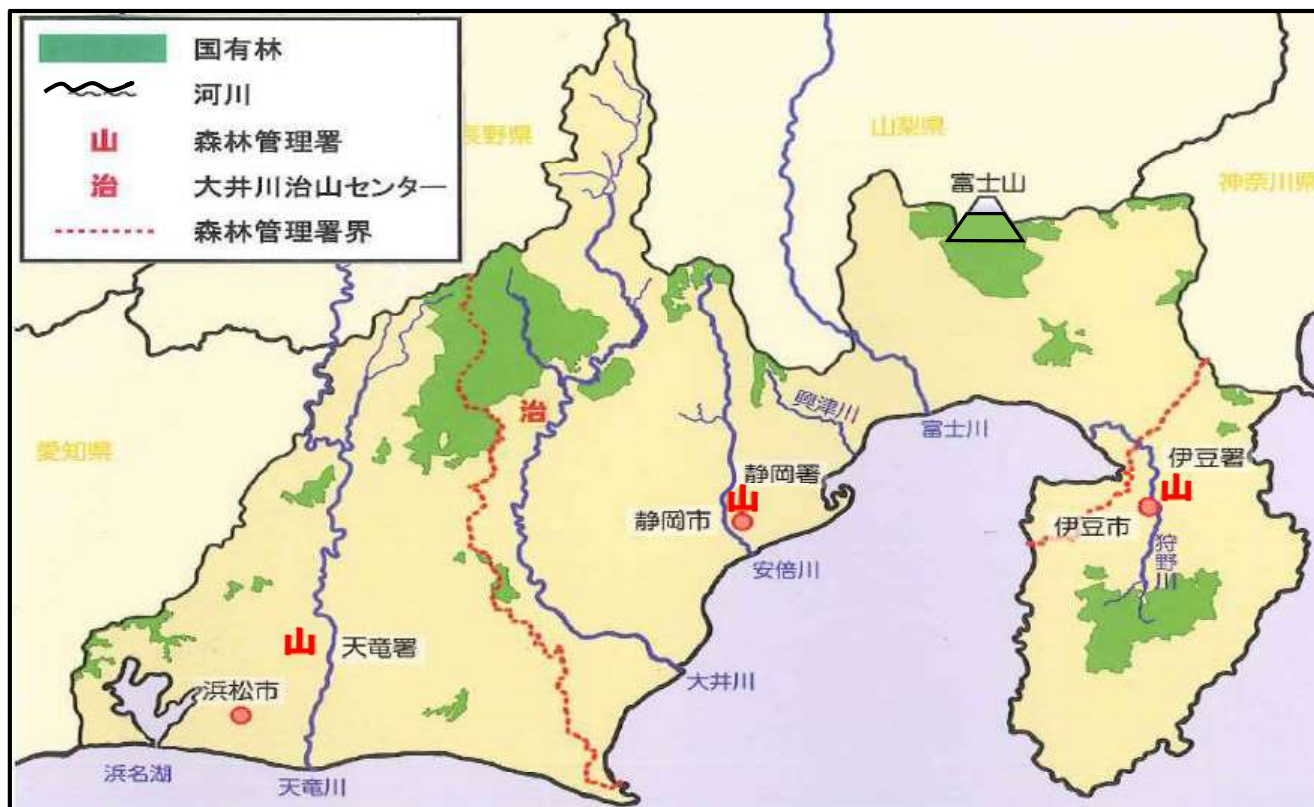 国有林
河川
山 森林管理署
治 大井川治山センター
森林管理署界
長野県
山梨県
神奈川県
富士山
愛知県
治
興津川
富士川
静岡署
山
静岡市
安倍川
伊豆署
山
伊豆市
狩野川
山
天竜署
大井川
浜松市
浜名湖
天竜川